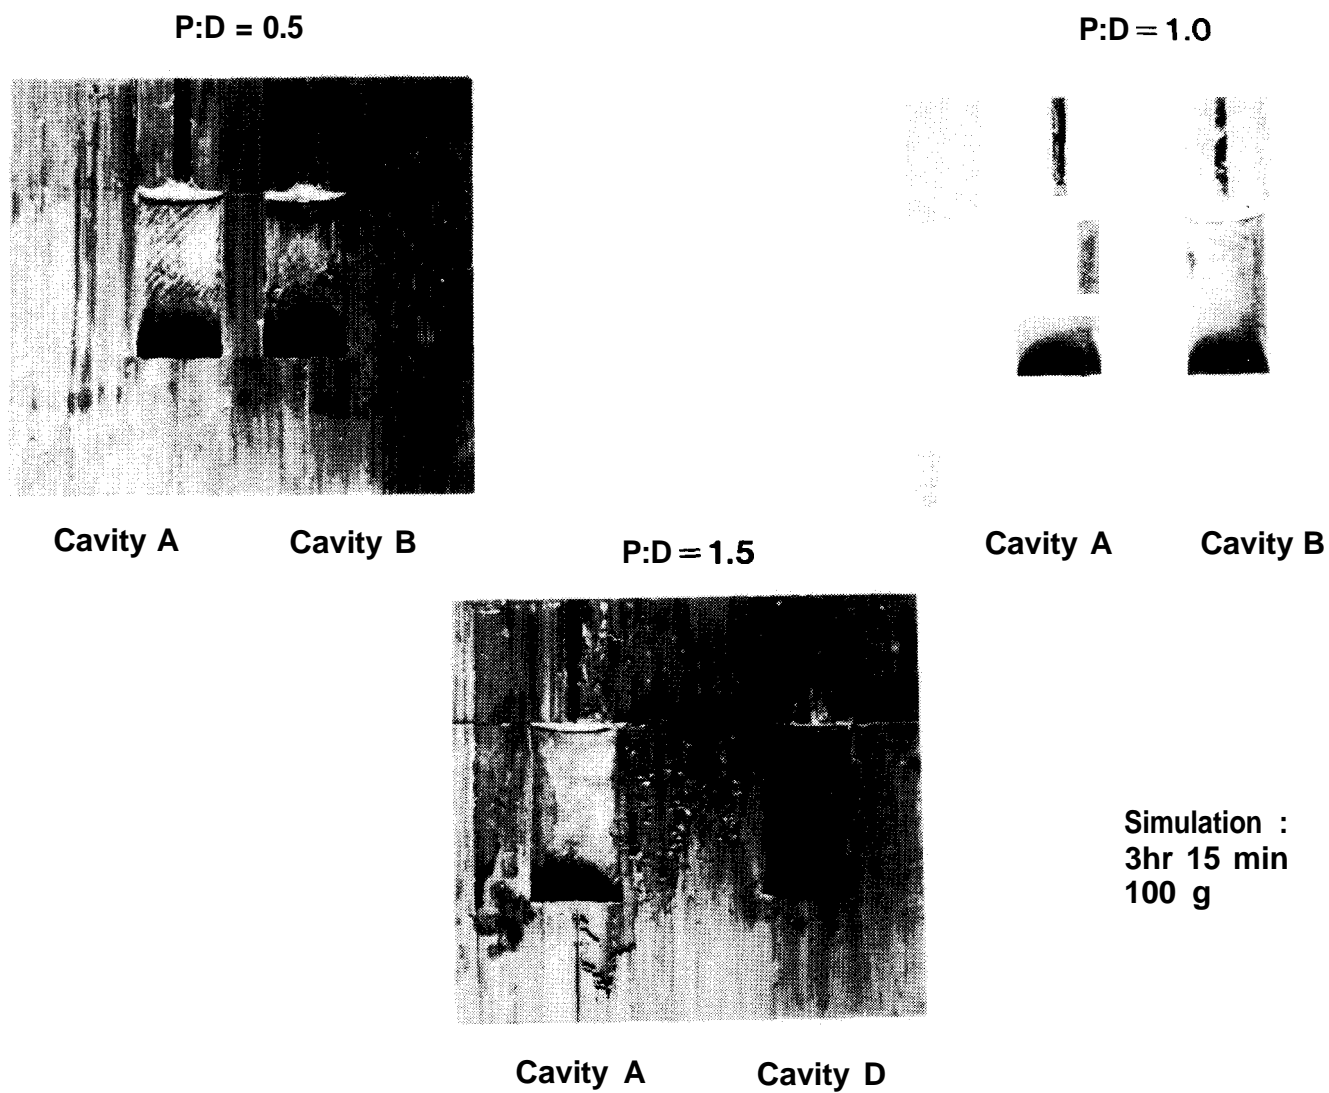 P:D = 0.5
P:D = 1.0
Cavity A
Cavity B
P:D = 1.5
Cavity A
Cavity B
Simulation :
3hr 15 min
100 g
Cavity A
Cavity D